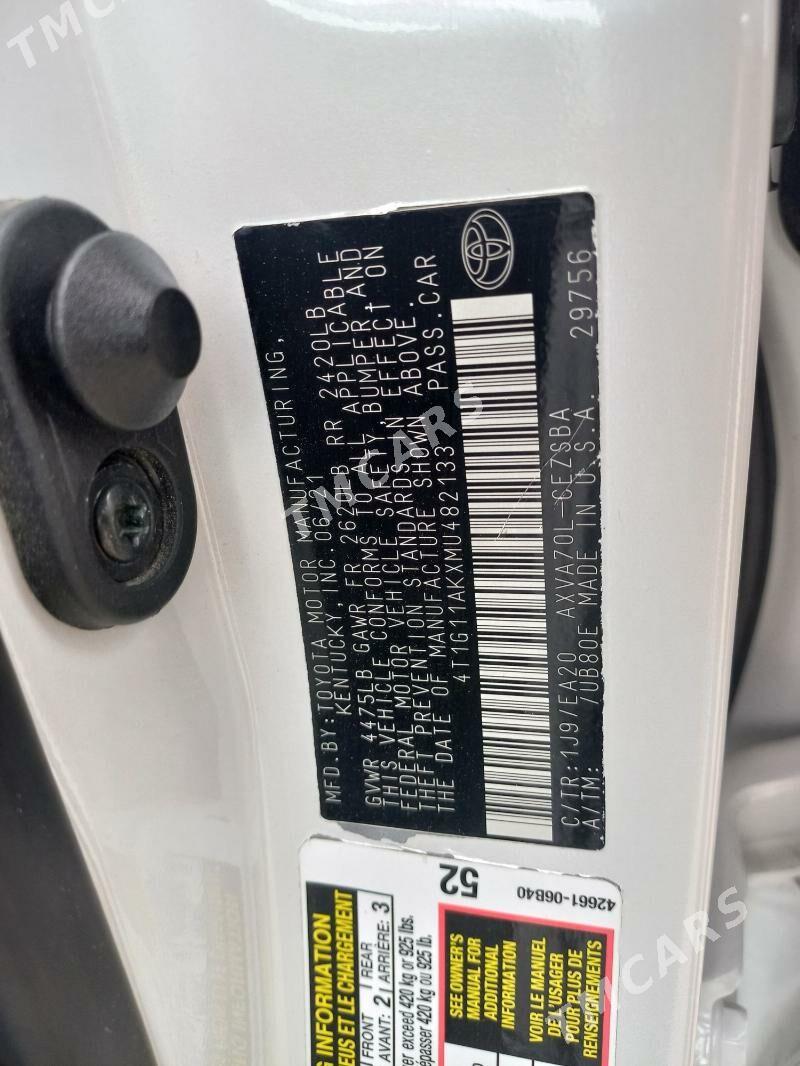 MFD. BY: TOYOTA MOTOR MANUFACTURING,
KENTUCKY, INC. 06/21
GVWR 4475LB GAWR FR 2620LB RR 2420LB
THIS VEHICLE CONFORMS TO ALL APPLICABLE
FEDERAL MOTOR VEHICLE SAFETY, BUMPER, AND
THEFT PREVENTION STANDARDS IN EFFECT ON
THE DATE OF MANUFACTURE SHOWN ABOVE.
4T1G11AKXMU482133 PASS. CAR
C/TR: 1J9/EA20 AXVA70L-CEZSBA 29756
A/TM: /UB80E MADE IN U.S.A.
INFORMATION
ET LE CHARGEMENT
FRONT
AVANT: 2
REAR
ARRIÈRE: 3
exceed 420 kg or 925 lbs.
420 kg ou 925 lb.
SEE OWNER'S
MANUAL FOR
ADDITIONAL
INFORMATION
VOIR LE MANUEL
DE L'USAGER
POUR PLUS DE
RENSEIGNEMENTS
52
42661-06B40
TMCARS
TMCARS
TMCARS
TMCARS